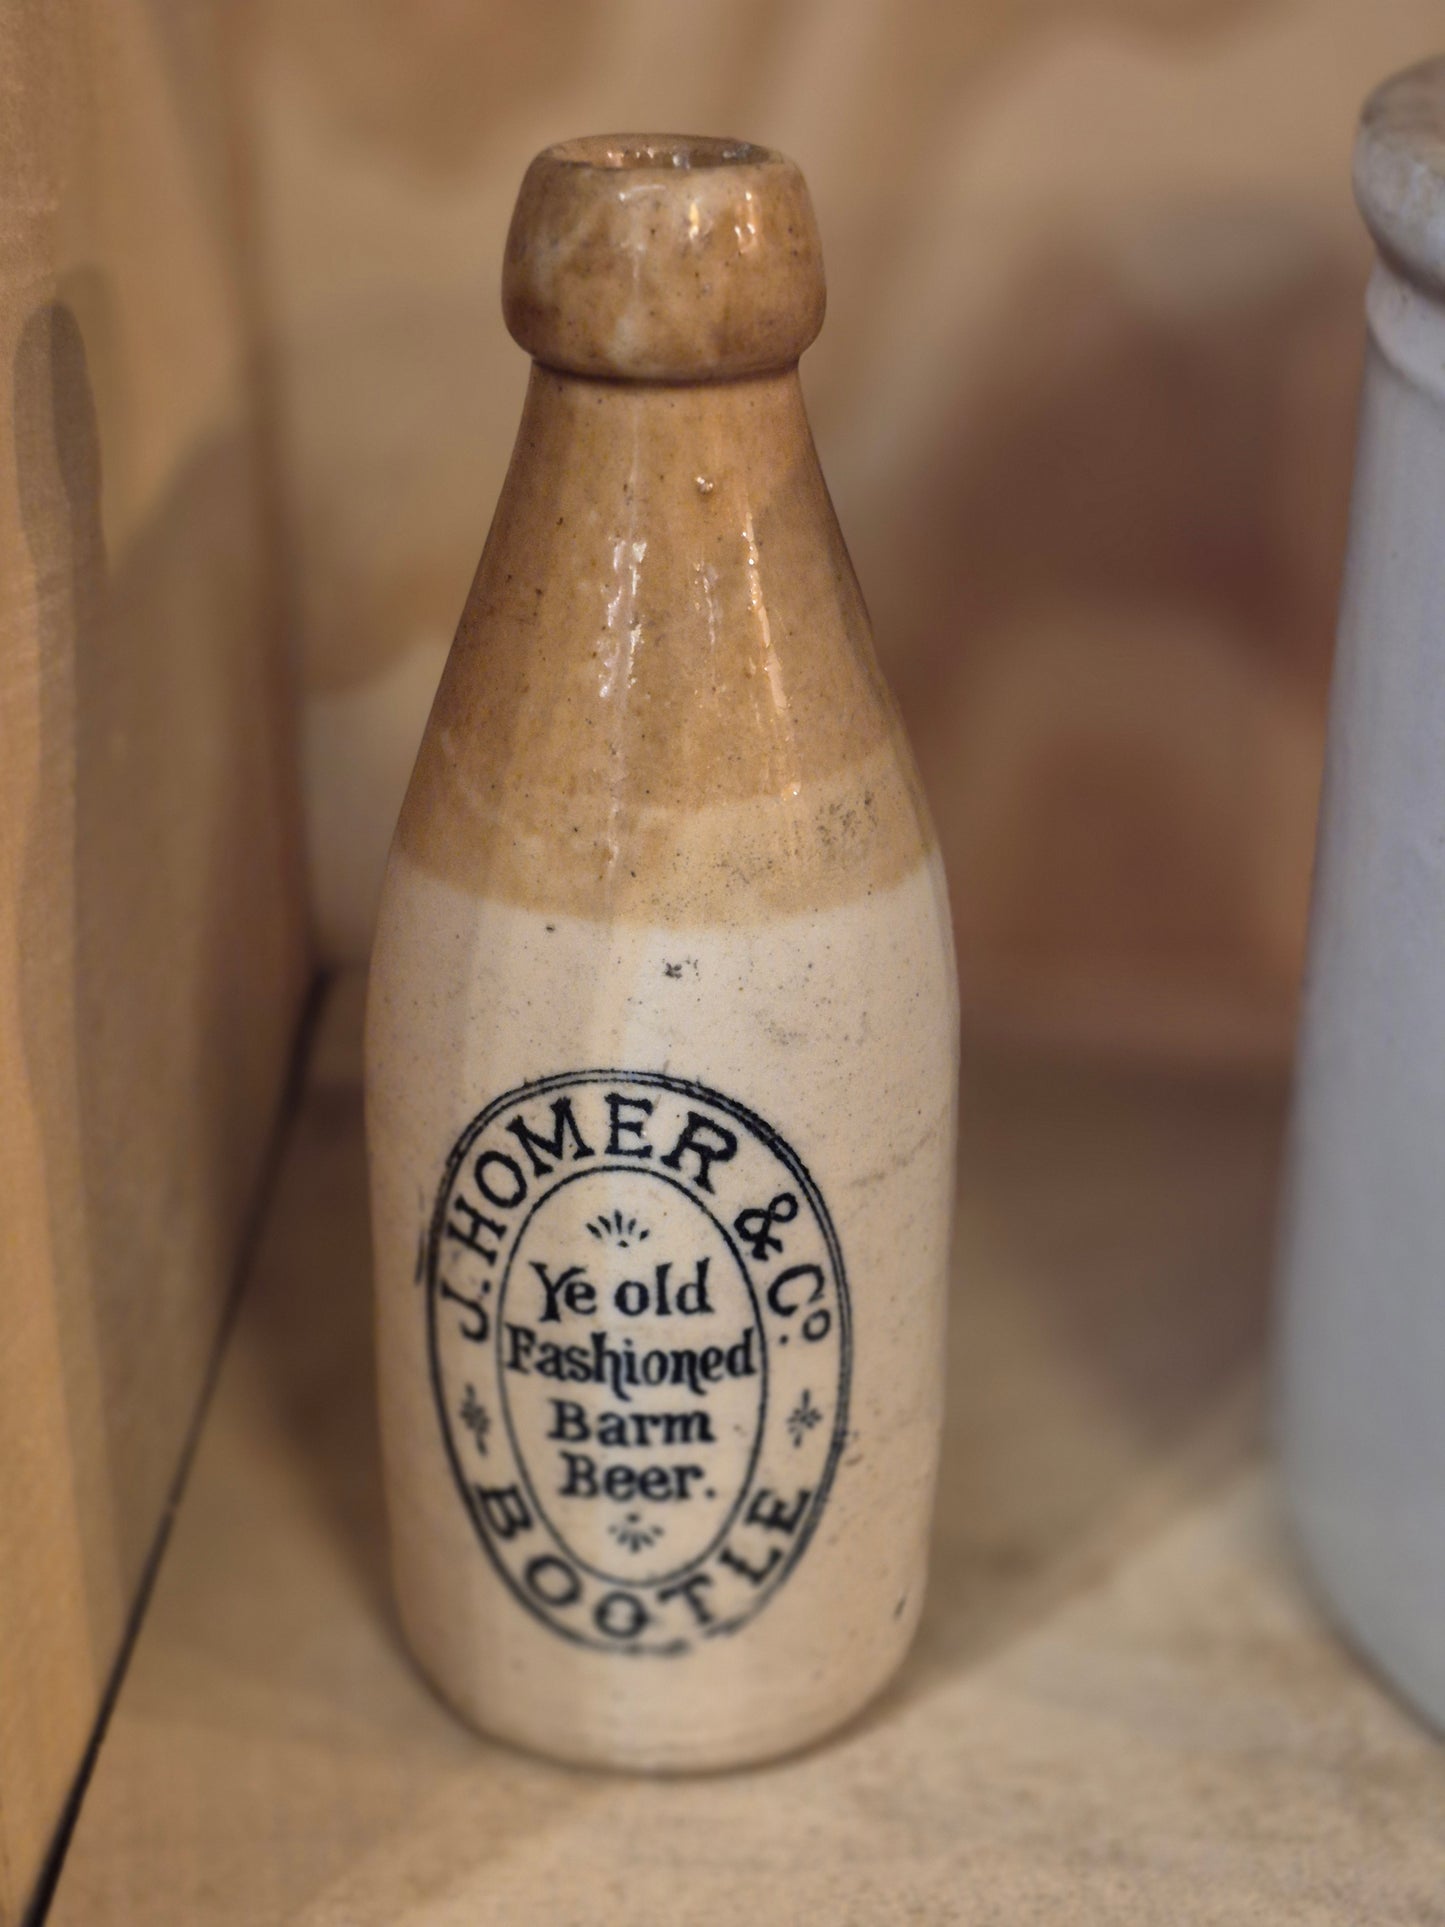 J. HOMER & Co.
Ye old
Fashioned
Barm
Beer.
BOOTLE